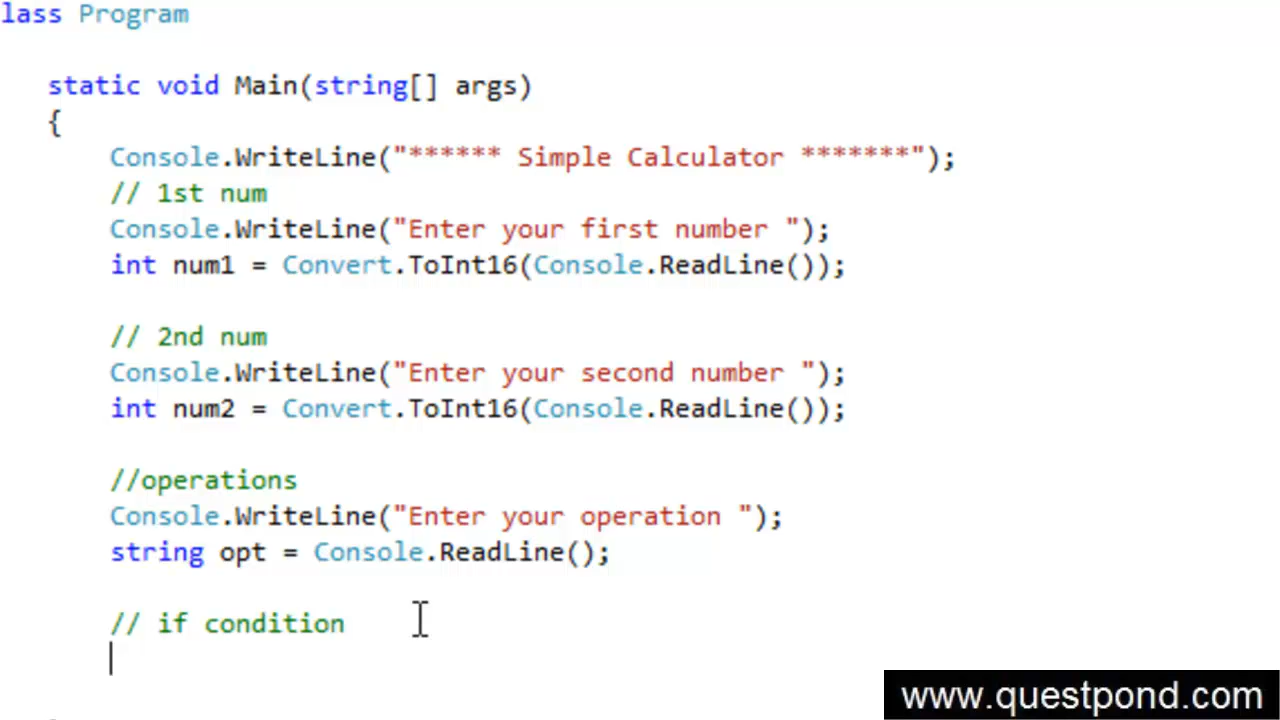 lass Program
static void Main(string[] args)
{
Console.WriteLine("****** Simple Calculator *******");
// 1st num
Console.WriteLine("Enter your first number ");
int num1 = Convert.ToInt16(Console.ReadLine());
// 2nd num
Console.WriteLine("Enter your second number ");
int num2 = Convert.ToInt16(Console.ReadLine());
//operations
Console.WriteLine("Enter your operation ");
string opt = Console.ReadLine();
// if condition
www.questpond.com